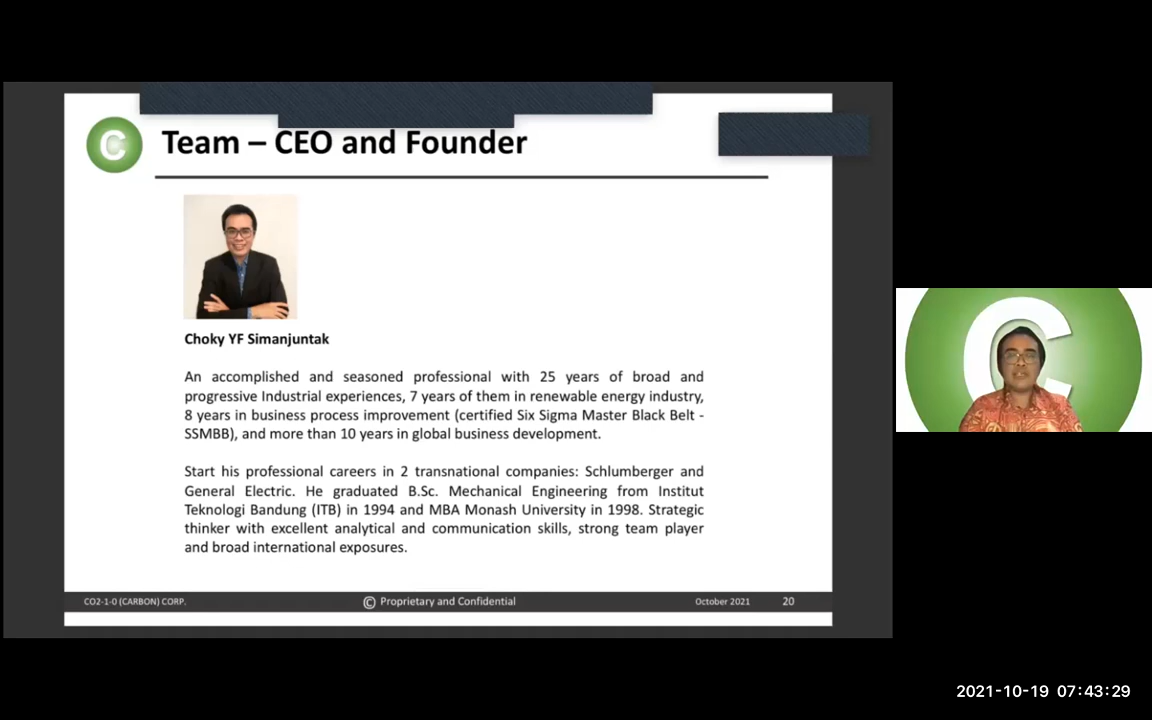 C
Team – CEO and Founder
Choky YF Simanjuntak
An accomplished and seasoned professional with 25 years of broad and
progressive Industrial experiences, 7 years of them in renewable energy industry,
8 years in business process improvement (certified Six Sigma Master Black Belt -
SSMBB), and more than 10 years in global business development.
Start his professional careers in 2 transnational companies: Schlumberger and
General Electric. He graduated B.Sc. Mechanical Engineering from Institut
Teknologi Bandung (ITB) in 1994 and MBA Monash University in 1998. Strategic
thinker with excellent analytical and communication skills, strong team player
and broad international exposures.
CO2-1-0 (CARBON) CORP.
© Proprietary and Confidential
October 2021
20
C
2021-10-19 07:43:29